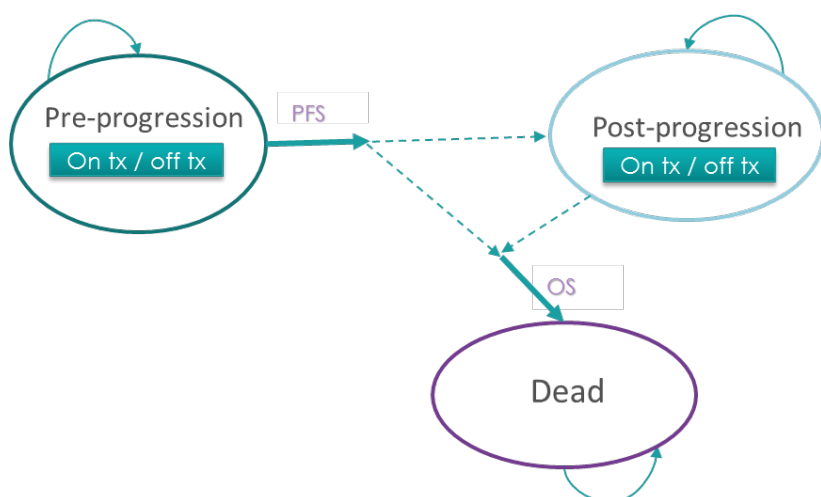 PFS
Pre-progression
On tx / off tx
Post-progression
On tx / off tx
OS
Dead